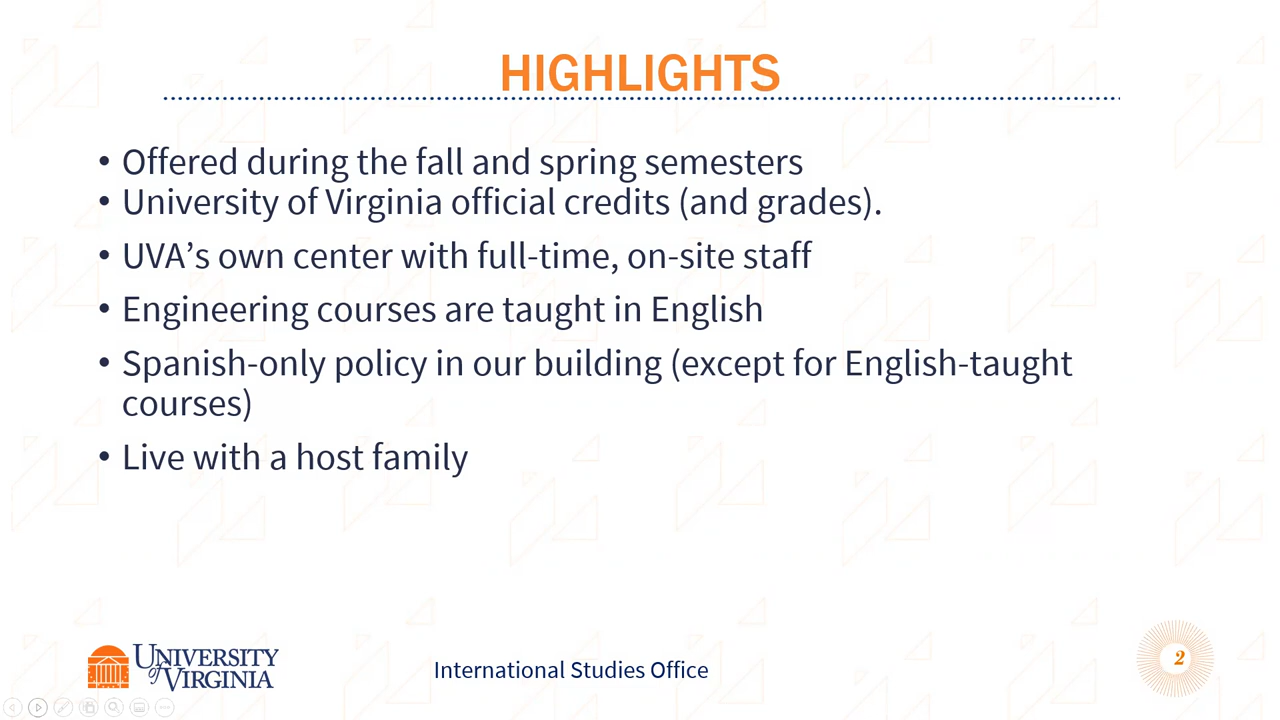 HIGHLIGHTS
• Offered during the fall and spring semesters
• University of Virginia official credits (and grades).
• UVA’s own center with full-time, on-site staff
• Engineering courses are taught in English
• Spanish-only policy in our building (except for English-taught
courses)
• Live with a host family
UNIVERSITY
of VIRGINIA
International Studies Office
2